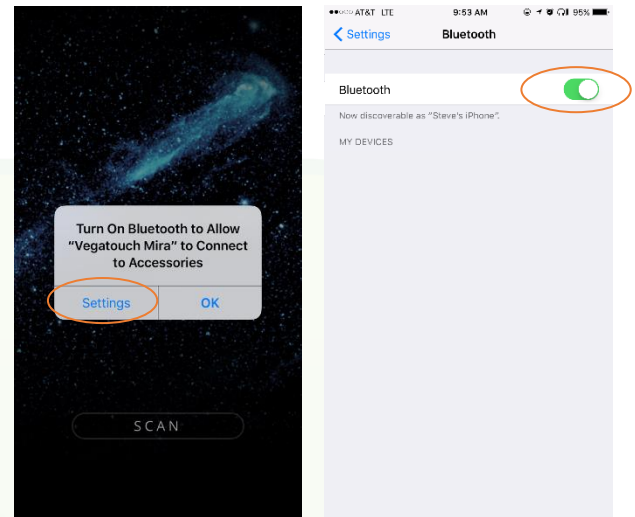 Turn On Bluetooth to Allow
“Vegatouch Mira” to Connect
to Accessories
Settings
OK
SCAN
AT&T LTE
9:53 AM
95%
Settings
Bluetooth
Bluetooth
Now discoverable as “Steve’s iPhone”.
MY DEVICES